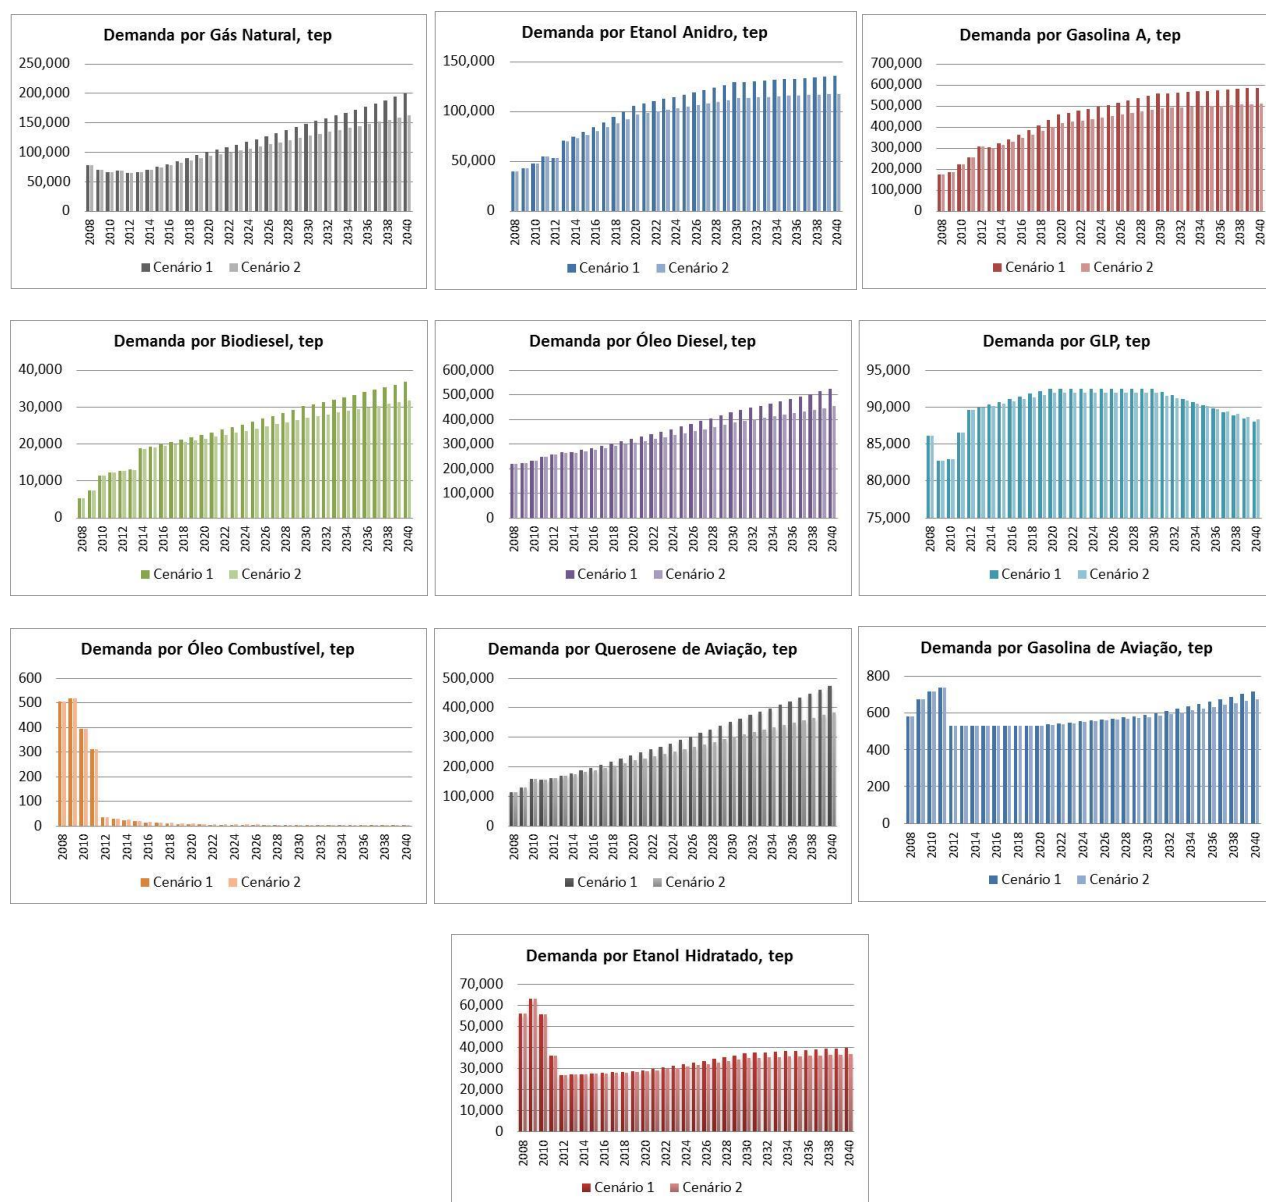 Demanda por Gás Natural, tep
250,000
200,000
150,000
100,000
50,000
0
2008 2010 2012 2014 2016 2018 2020 2022 2024 2026 2028 2030 2032 2034 2036 2038 2040
Cenário 1 Cenário 2
Demanda por Etanol Anidro, tep
150,000
100,000
50,000
0
2008 2010 2012 2014 2016 2018 2020 2022 2024 2026 2028 2030 2032 2034 2036 2038 2040
Cenário 1 Cenário 2
Demanda por Gasolina A, tep
700,000
600,000
500,000
400,000
300,000
200,000
100,000
0
2008 2010 2012 2014 2016 2018 2020 2022 2024 2026 2028 2030 2032 2034 2036 2038 2040
Cenário 1 Cenário 2
Demanda por Biodiesel, tep
40,000
30,000
20,000
10,000
0
2008 2010 2012 2014 2016 2018 2020 2022 2024 2026 2028 2030 2032 2034 2036 2038 2040
Cenário 1 Cenário 2
Demanda por Óleo Diesel, tep
600,000
500,000
400,000
300,000
200,000
100,000
0
2008 2010 2012 2014 2016 2018 2020 2022 2024 2026 2028 2030 2032 2034 2036 2038 2040
Cenário 1 Cenário 2
Demanda por GLP, tep
95,000
90,000
85,000
80,000
75,000
2008 2010 2012 2014 2016 2018 2020 2022 2024 2026 2028 2030 2032 2034 2036 2038 2040
Cenário 1 Cenário 2
Demanda por Óleo Combustível, tep
600
500
400
300
200
100
0
2008 2010 2012 2014 2016 2018 2020 2022 2024 2026 2028 2030 2032 2034 2036 2038 2040
Cenário 1 Cenário 2
Demanda por Querosene de Aviação, tep
500,000
400,000
300,000
200,000
100,000
0
2008 2010 2012 2014 2016 2018 2020 2022 2024 2026 2028 2030 2032 2034 2036 2038 2040
Cenário 1 Cenário 2
Demanda por Gasolina de Aviação, tep
800
600
400
200
0
2008 2010 2012 2014 2016 2018 2020 2022 2024 2026 2028 2030 2032 2034 2036 2038 2040
Cenário 1 Cenário 2
Demanda por Etanol Hidratado, tep
70,000
60,000
50,000
40,000
30,000
20,000
10,000
0
2008 2010 2012 2014 2016 2018 2020 2022 2024 2026 2028 2030 2032 2034 2036 2038 2040
Cenário 1 Cenário 2